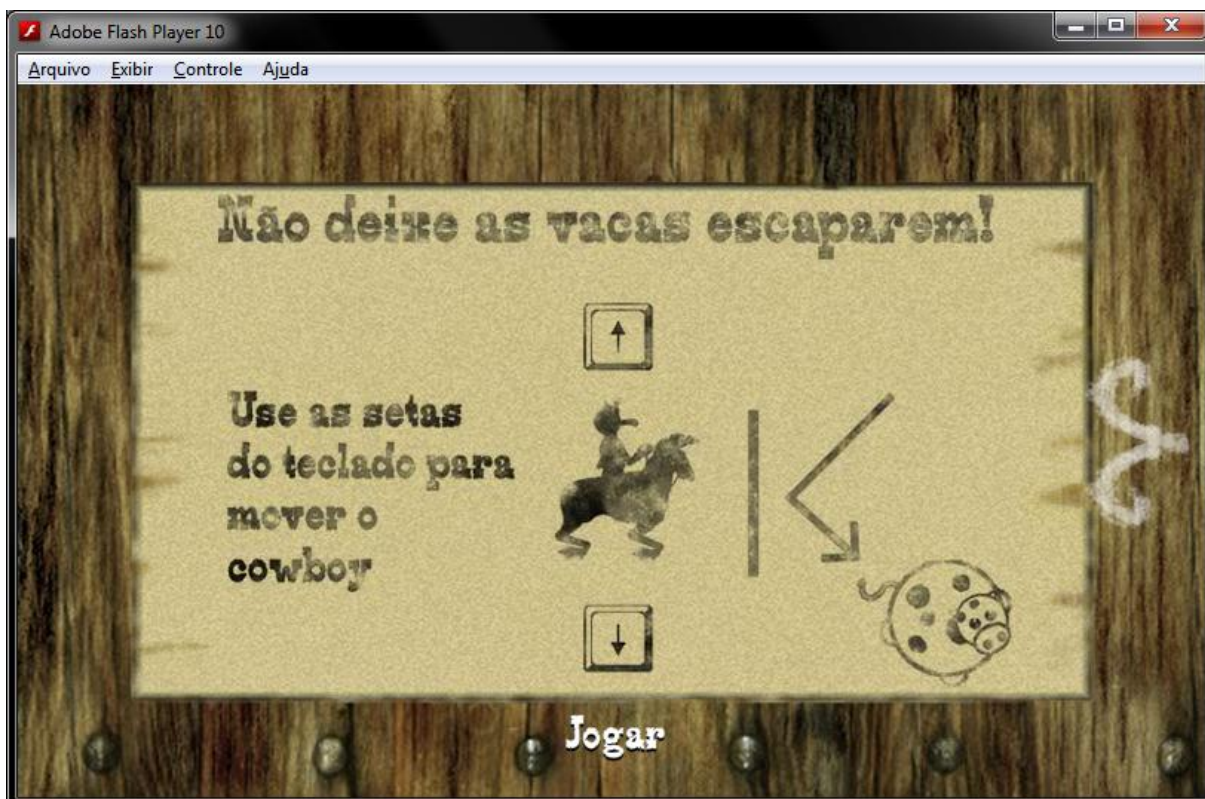 Adobe Flash Player 10
Arquivo Exibir Controle Ajuda
Não deixe as vacas escaparem!
↑
Use as setas
do teclado para
mover o
cowboy
↓
Jogar